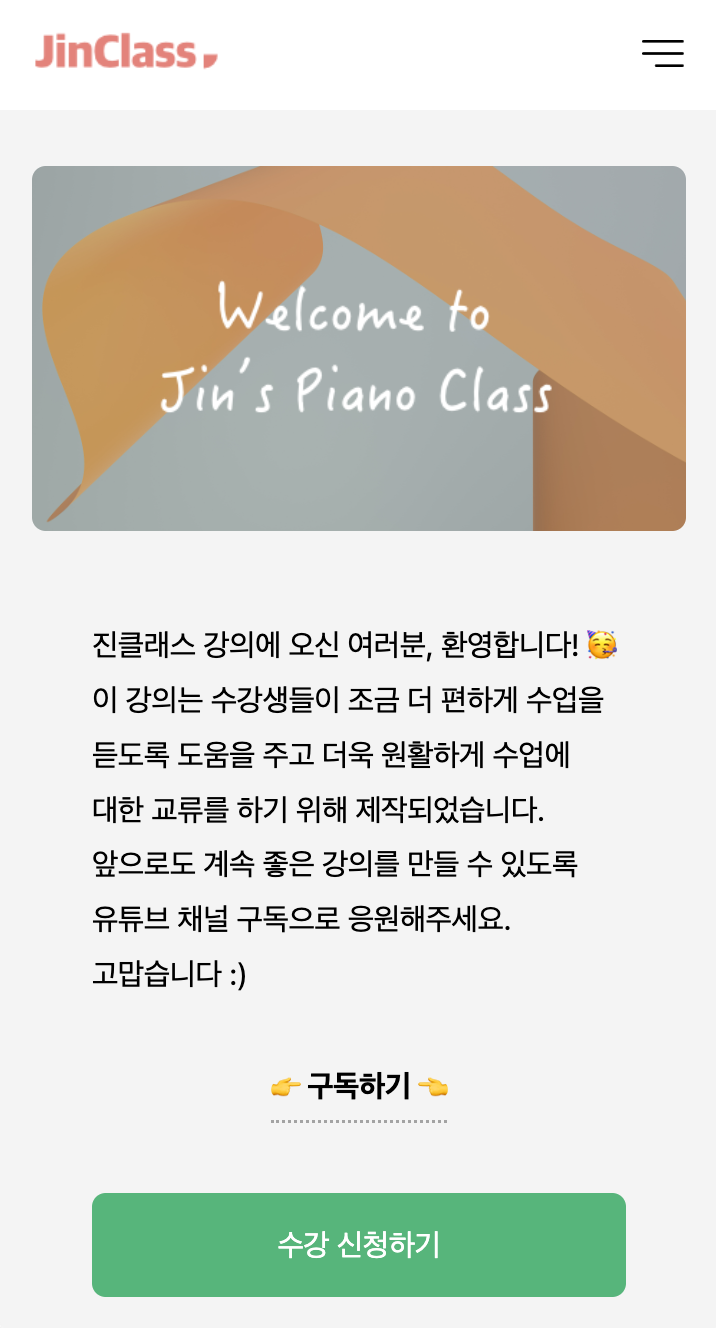 JinClass
Welcome to
Jin's Piano Class
진클래스 강의에 오신 여러분, 환영합니다! 🥳
이 강의는 수강생들이 조금 더 편하게 수업을
듣도록 도움을 주고 더욱 원활하게 수업에
대한 교류를 하기 위해 제작되었습니다.
앞으로도 계속 좋은 강의를 만들 수 있도록
유튜브 채널 구독으로 응원해주세요.
고맙습니다 :)
👉 구독하기 👈
수강 신청하기